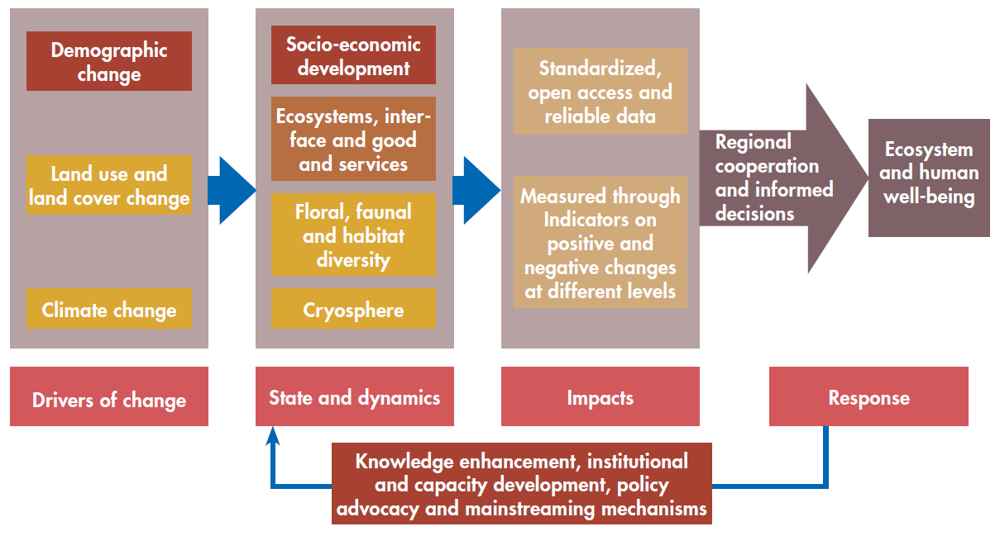 Demographic
change
Land use and
land cover change
Climate change
Socio-economic
development
Ecosystems, inter-
face and good
and services
Floral, faunal
and habitat
diversity
Cryosphere
Standardized,
open access and
reliable data
Measured through
Indicators on
positive and
negative changes
at different levels
Regional
cooperation
and informed
decisions
Ecosystem
and human
well-being
Drivers of change
State and dynamics
Impacts
Response
Knowledge enhancement, institutional
and capacity development, policy
advocacy and mainstreaming mechanisms